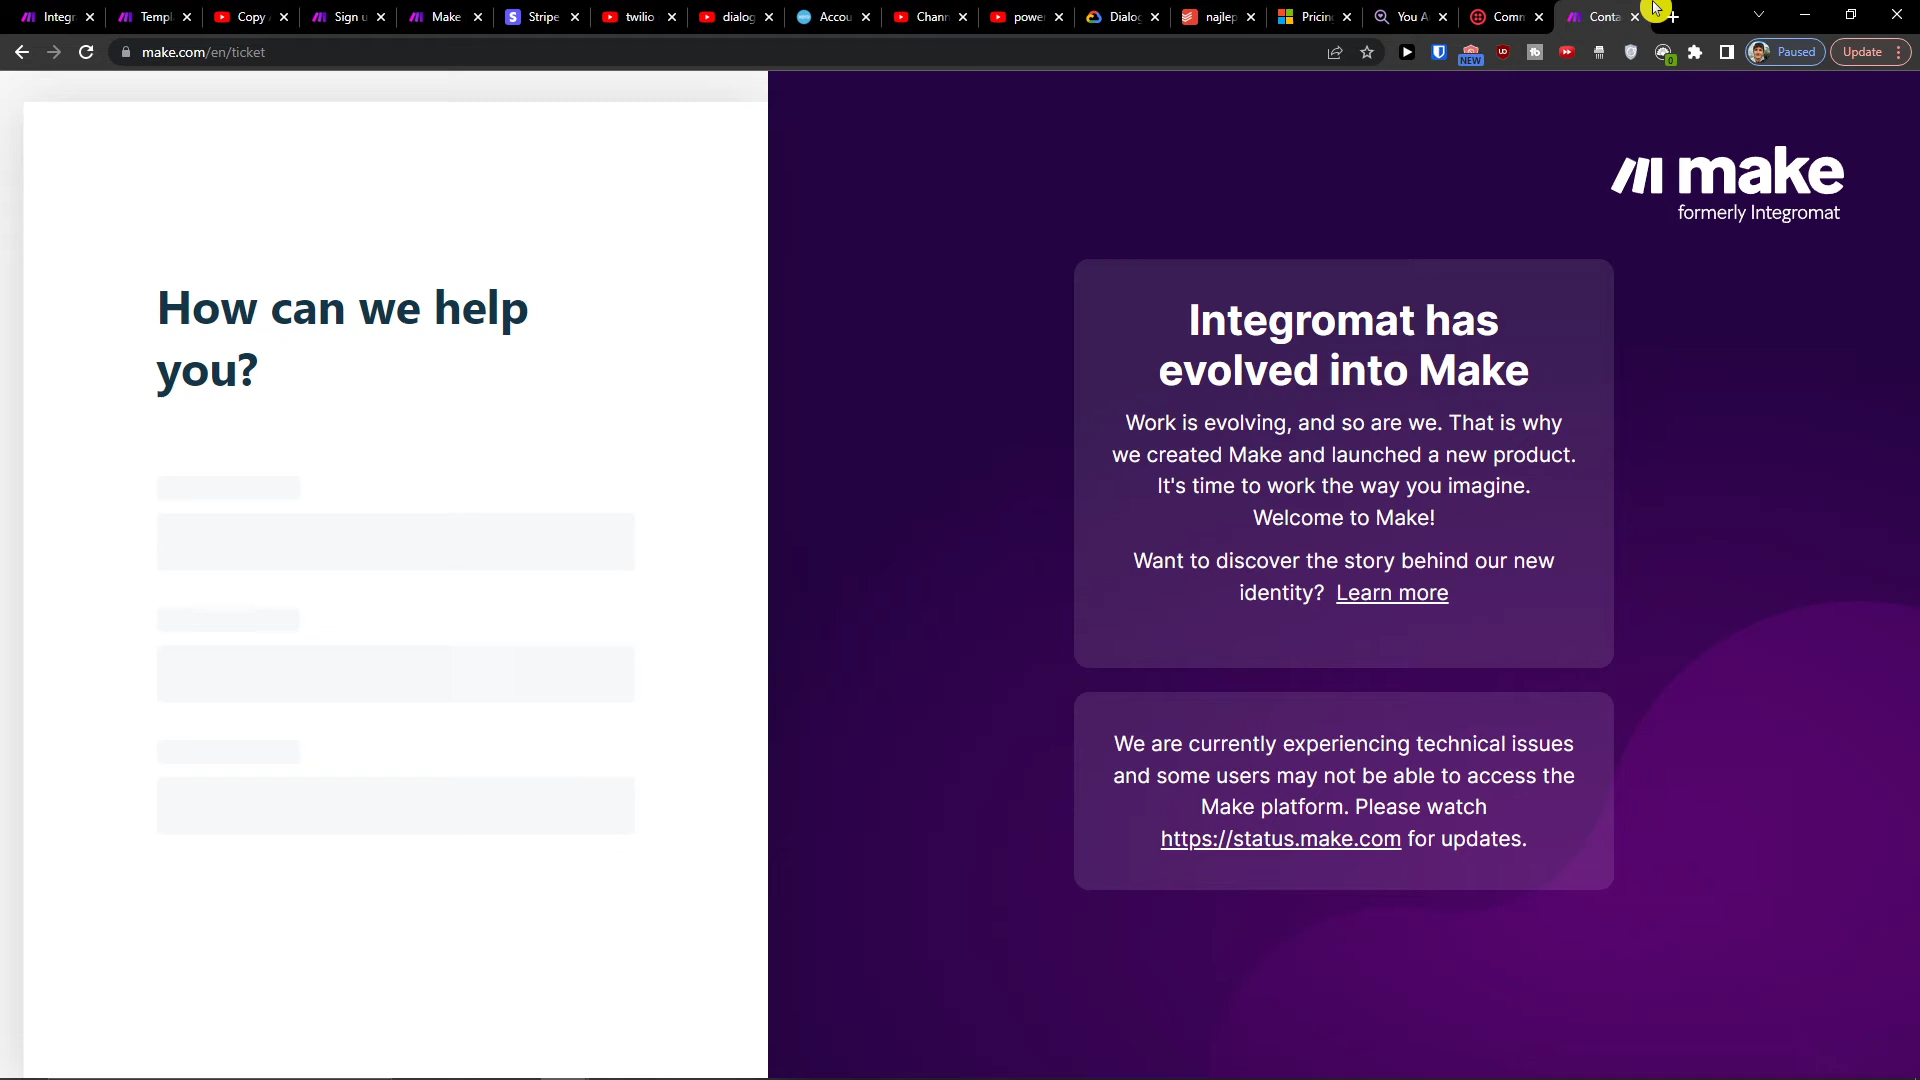 Integr
Templ
Copy
Sign u
Make
Stripe
twilio
dialog
Accou
Chann
power
Dialog
najlep
Pricin
You A
Comm
Conta
make.com/en/ticket
NEW
0
Paused
Update
make
formerly Integromat
How can we help
you?
Integromat has
evolved into Make
Work is evolving, and so are we. That is why
we created Make and launched a new product.
It's time to work the way you imagine.
Welcome to Make!
Want to discover the story behind our new
identity? Learn more
We are currently experiencing technical issues
and some users may not be able to access the
Make platform. Please watch
https://status.make.com for updates.